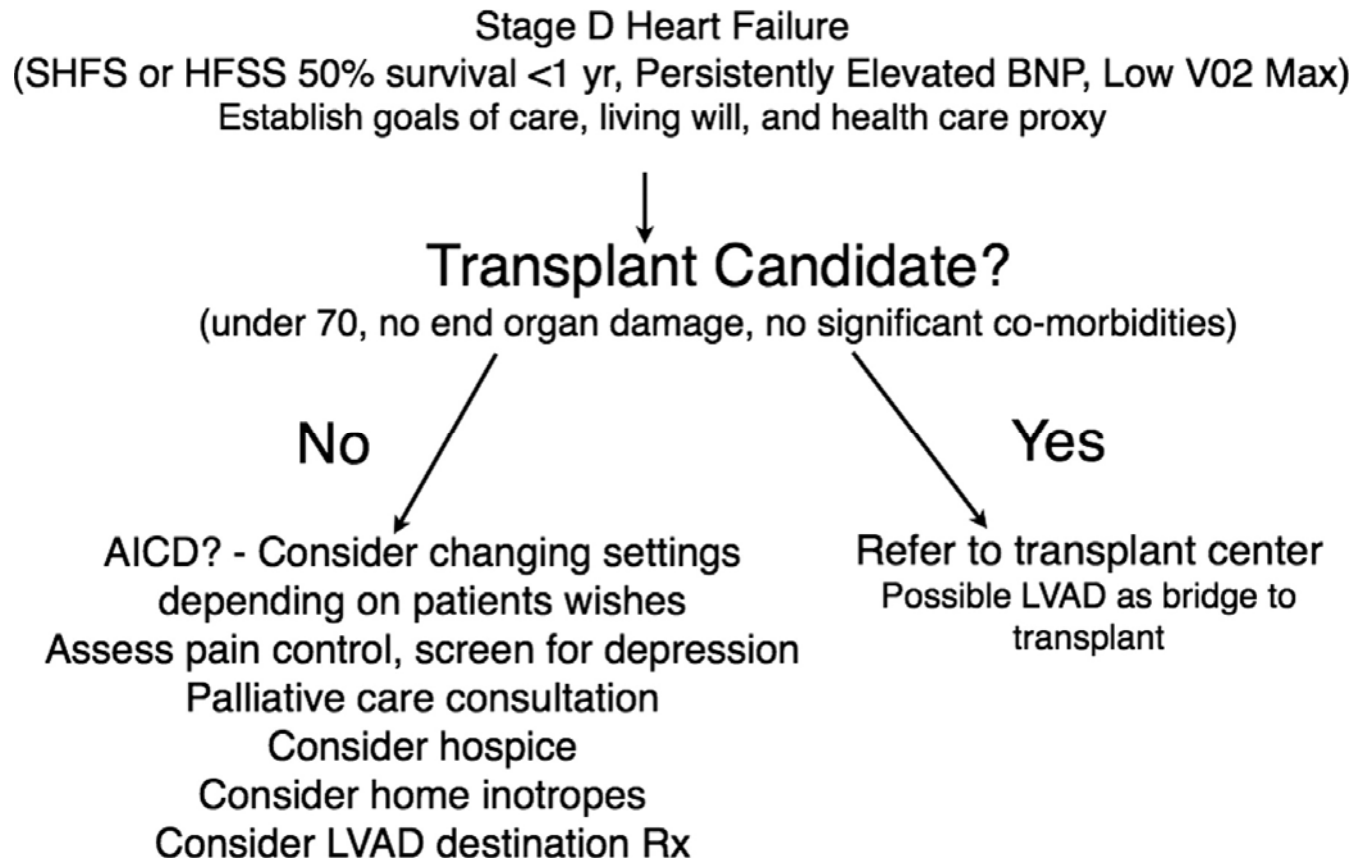 Stage D Heart Failure
(SHFS or HFSS 50% survival <1 yr, Persistently Elevated BNP, Low V02 Max)
Establish goals of care, living will, and health care proxy
Transplant Candidate?
(under 70, no end organ damage, no significant co-morbidities)
No
Yes
AICD? - Consider changing settings
depending on patients wishes
Assess pain control, screen for depression
Palliative care consultation
Consider hospice
Consider home inotropes
Consider LVAD destination Rx
Refer to transplant center
Possible LVAD as bridge to
transplant